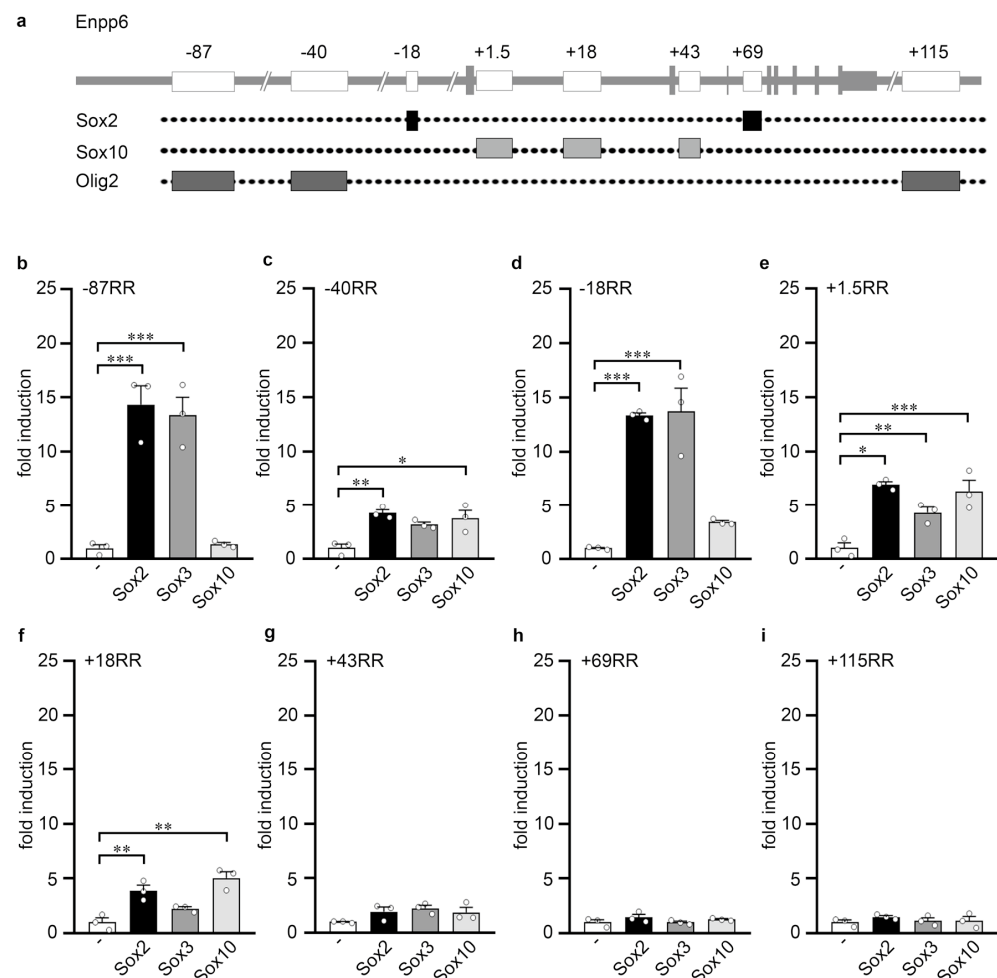 a
Enpp6
-87 -40 -18 +1.5 +18 +43 +69 +115
Sox2
Sox10
Olig2
b
-87RR
25
20
15
10
5
0
fold induction
***
***
- Sox2 Sox3 Sox10
c
-40RR
25
20
15
10
5
0
fold induction
*
**
- Sox2 Sox3 Sox10
d
-18RR
25
20
15
10
5
0
fold induction
***
***
- Sox2 Sox3 Sox10
e
+1.5RR
25
20
15
10
5
0
fold induction
***
**
*
- Sox2 Sox3 Sox10
f
+18RR
25
20
15
10
5
0
fold induction
**
**
- Sox2 Sox3 Sox10
g
+43RR
25
20
15
10
5
0
fold induction
- Sox2 Sox3 Sox10
h
+69RR
25
20
15
10
5
0
fold induction
- Sox2 Sox3 Sox10
i
+115RR
25
20
15
10
5
0
fold induction
- Sox2 Sox3 Sox10